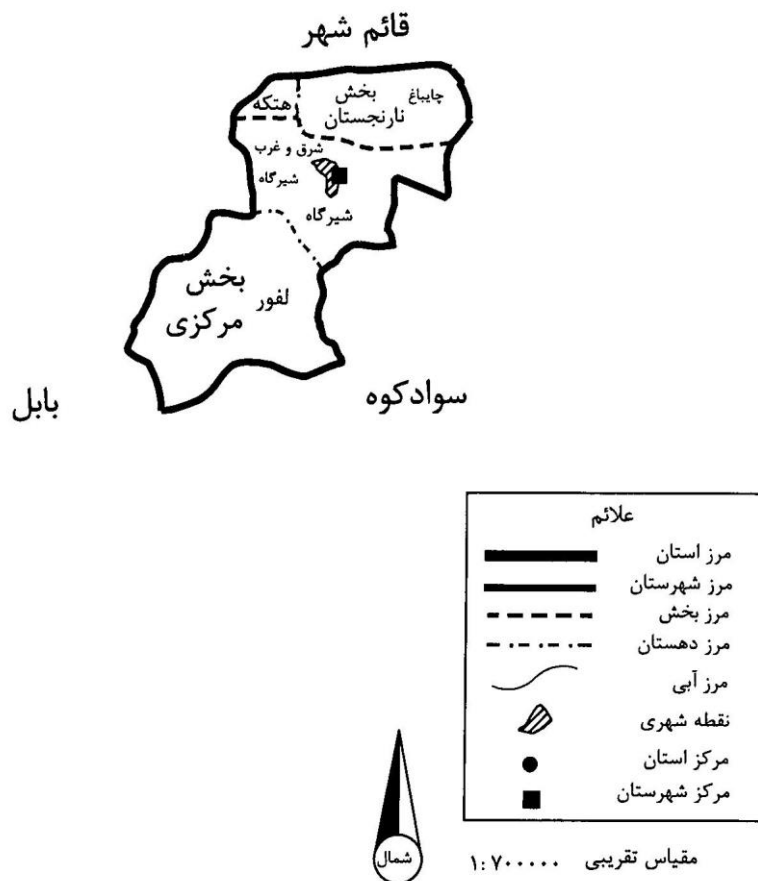 قائم شهر
هتکه
بخش
نارنجستان
چایباغ
شرق و غرب
شیرگاه
شیرگاه
بخش
مرکزی
لفور
بابل
سوادکوه
علائم
مرز استان
مرز شهرستان
مرز بخش
مرز دهستان
مرز آبی
نقطه شهری
مرکز استان
مرکز شهرستان
شمال
مقیاس تقریبی ۱:۷۰۰۰۰۰